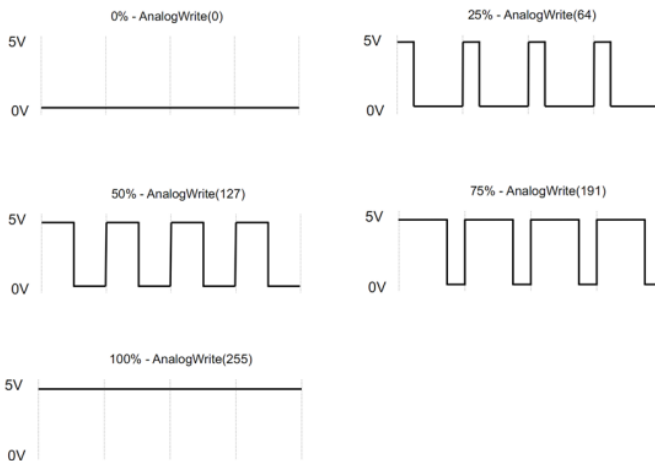 0% - AnalogWrite(0)
5V
0V
25% - AnalogWrite(64)
5V
0V
50% - AnalogWrite(127)
5V
0V
75% - AnalogWrite(191)
5V
0V
100% - AnalogWrite(255)
5V
0V